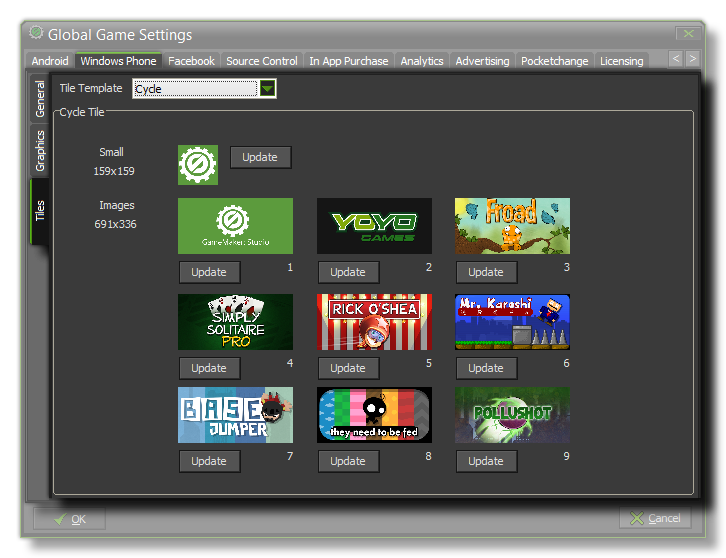 Global Game Settings
Android Windows Phone Facebook Source Control In App Purchase Analytics Advertising Pocketchange Licensing < >
General
Graphics
Tiles
Tile Template Cycle
Cycle Tile
Small
159x159
Update
Images
691x336
GameMaker: Studio
YOYO
GAMES
Froad
Update 1
Update 2
Update 3
SIMPLY
SOLITAIRE
PRO
RICK O'SHEA
Mr. Karoshi
Update 4
Update 5
Update 6
BASE
JUMPER
they need to be fed
POLLUSHOT
Update 7
Update 8
Update 9
OK
Cancel